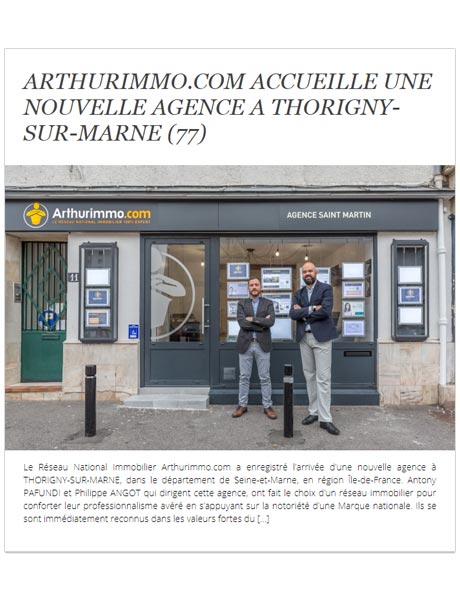 ARTHURIMMO.COM ACCUEILLE UNE
NOUVELLE AGENCE A THORIGNY-
SUR-MARNE (77)
Arthurimmo.com
LE RÉSEAU NATIONAL IMMOBILIER 100% EXPERT
AGENCE SAINT MARTIN
11
Le Réseau National Immobilier Arthurimmo.com a enregistré l'arrivée d'une nouvelle agence à
THORIGNY-SUR-MARNE, dans le département de Seine-et-Marne, en région Île-de-France. Antony
PAFUNDI et Philippe ANGOT qui dirigent cette agence, ont fait le choix d'un réseau immobilier pour
conforter leur professionnalisme avéré en s'appuyant sur la notoriété d'une Marque nationale. Ils se
sont immédiatement reconnus dans les valeurs fortes du [...]